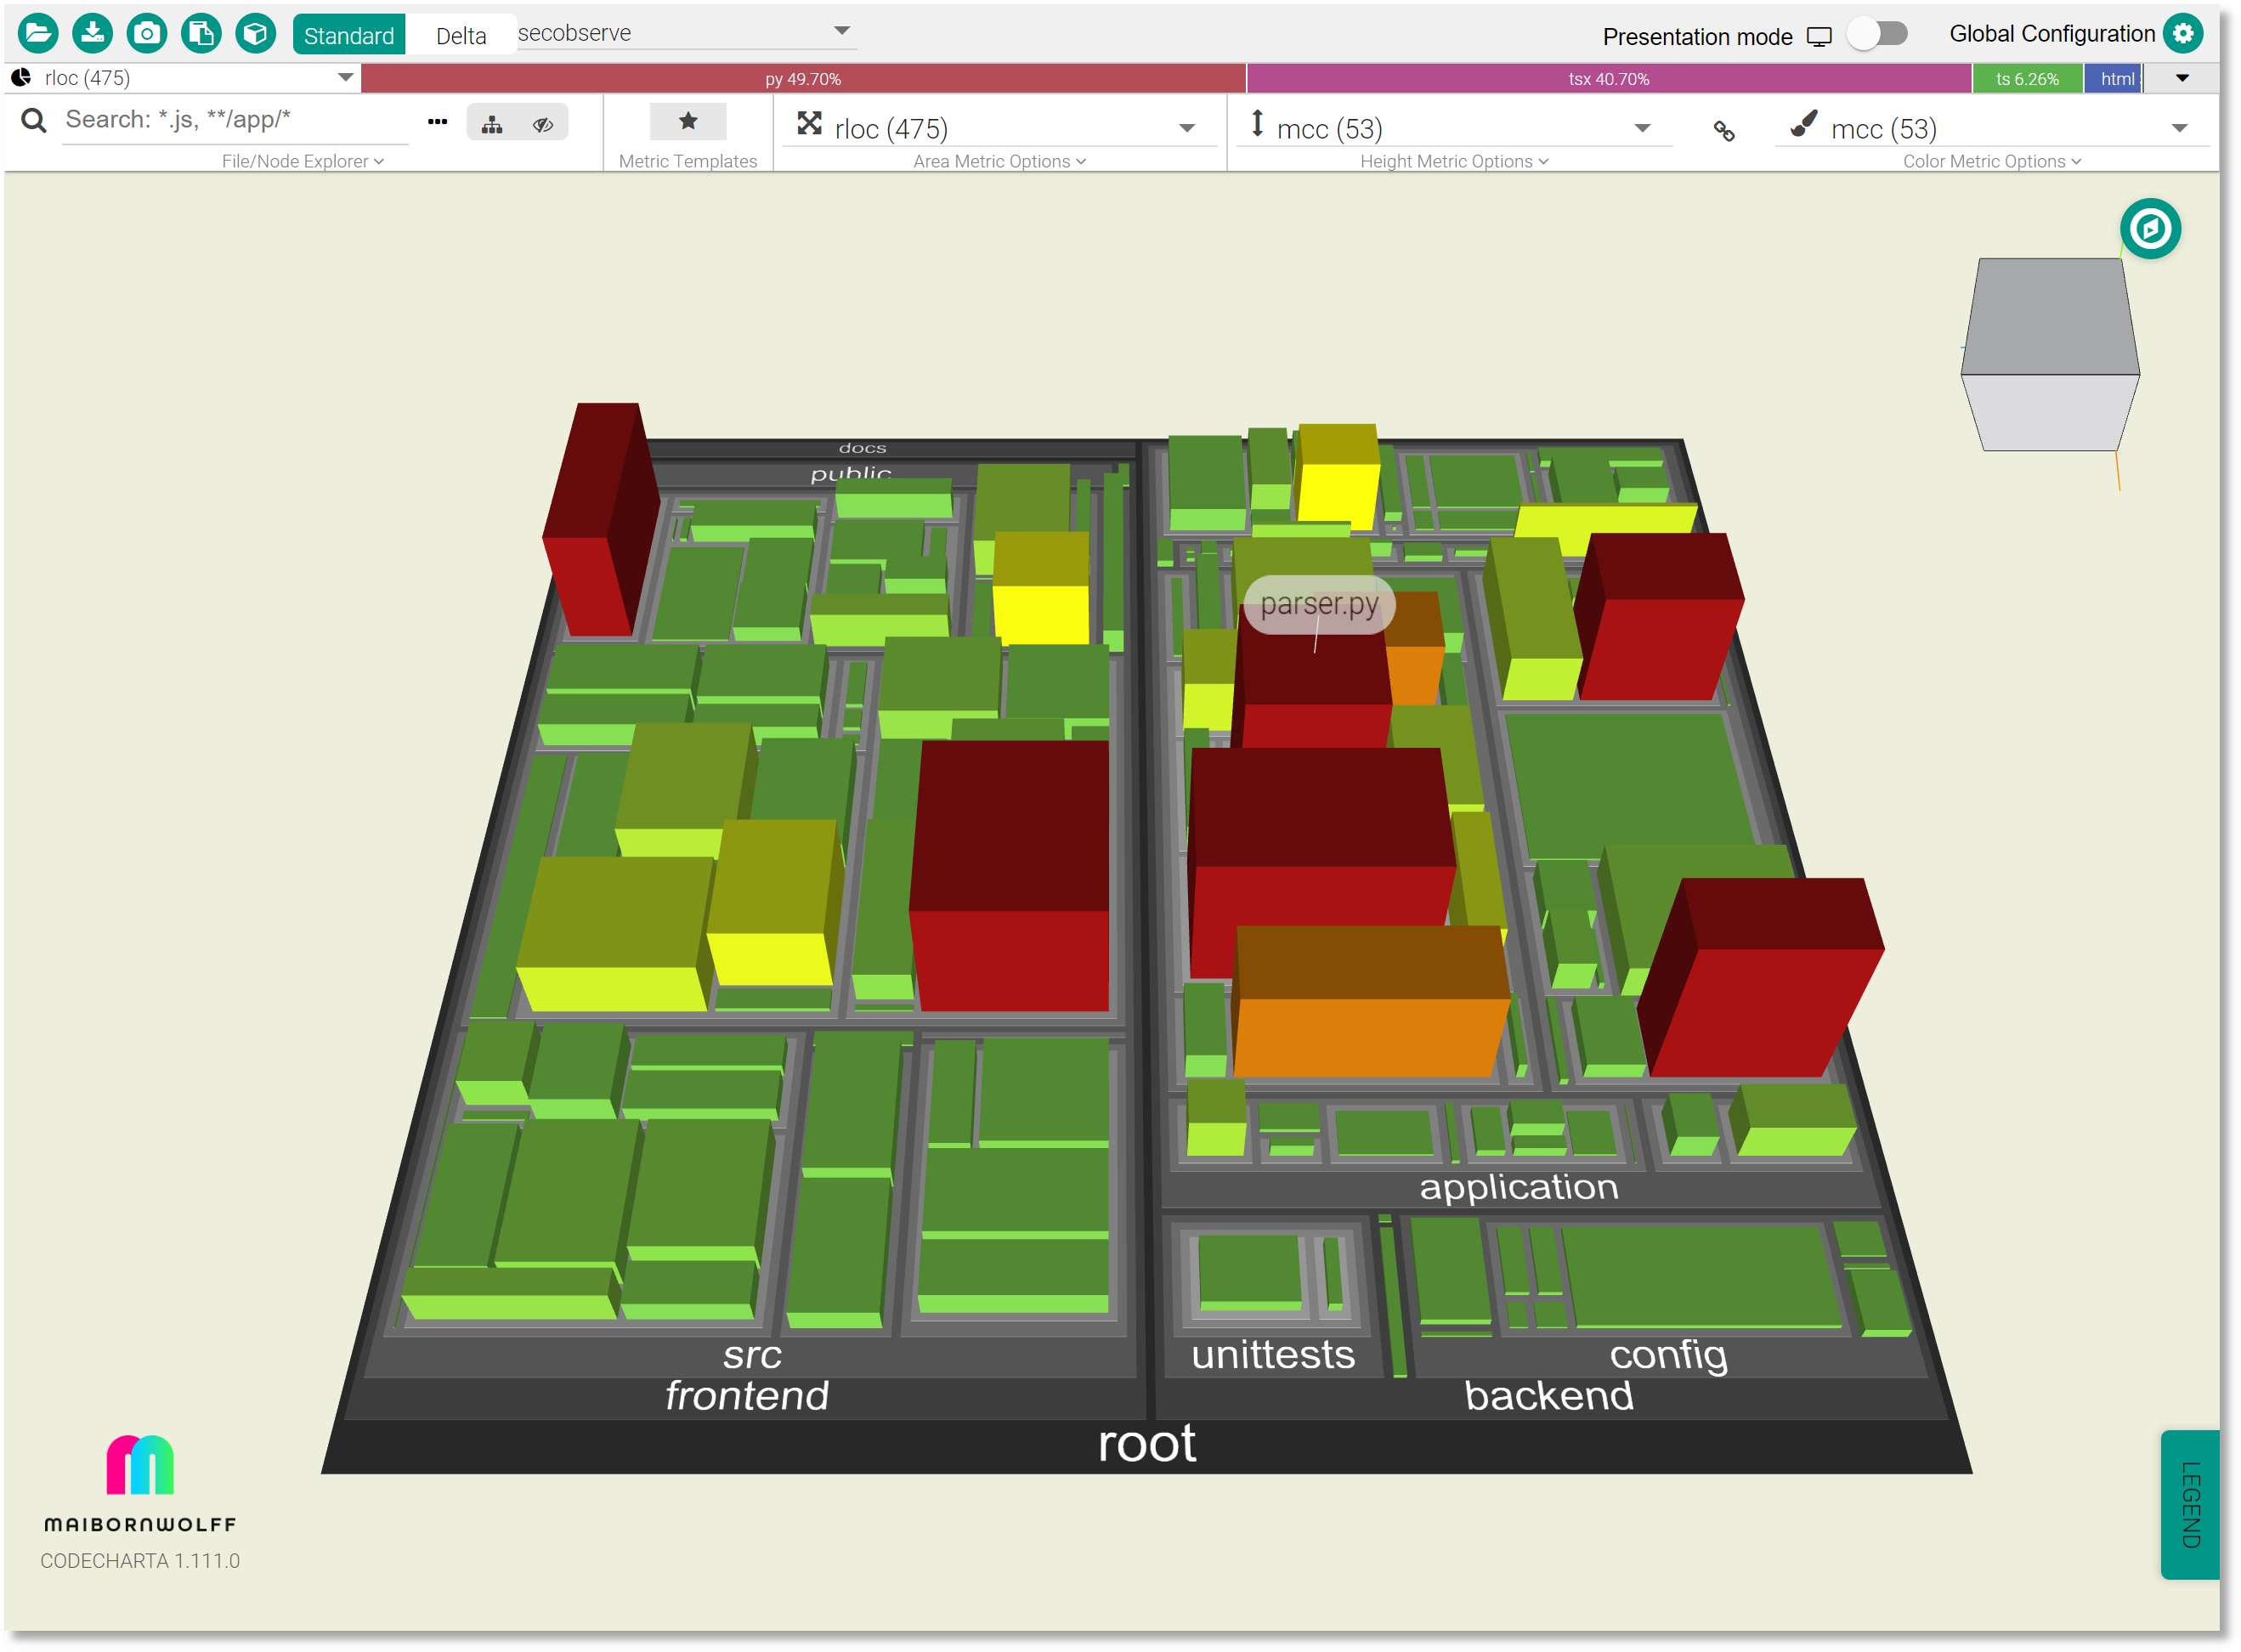 Standard
Delta
secobserve
Presentation mode
Global Configuration
rloc (475)
py 49.70%
tsx 40.70%
ts 6.26%
html
Search: *.js, **/app/*
rloc (475)
mcc (53)
mcc (53)
File/Node Explorer
Metric Templates
Area Metric Options
Height Metric Options
Color Metric Options
docs
public
parser.py
application
src
unittests
config
frontend
backend
root
MAIBORNWOLFF
CODECHARTA 1.111.0
LEGEND